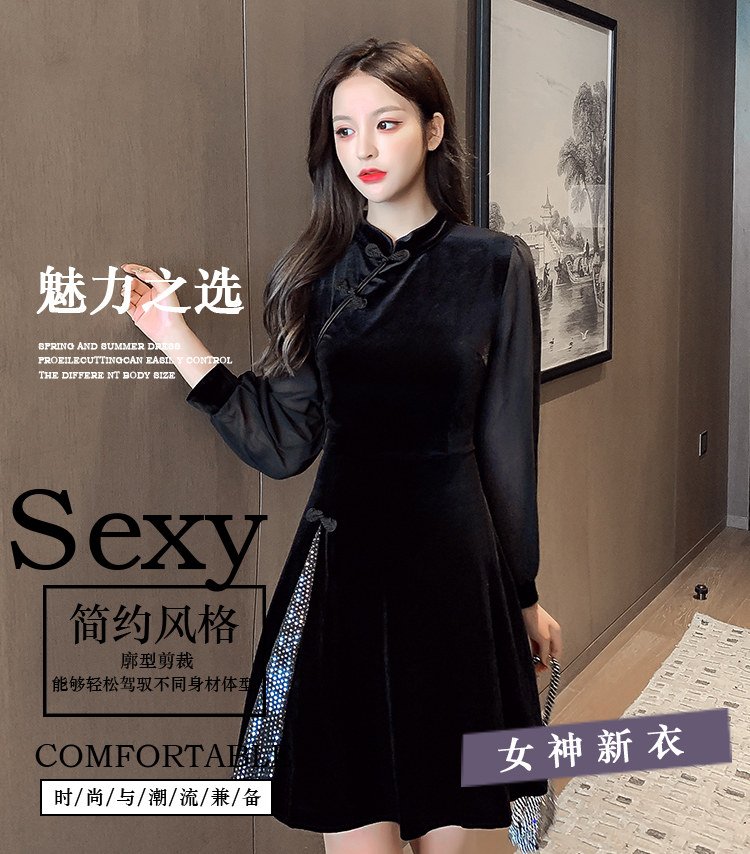 魅力之选
SPRING AND SUMMER DRESS
PROEILECUTTINGCAN EASILY CONTROL
THE DIFFERE NT BODY SIZE
Sexy
简约风格
廓型剪裁
能够轻松驾驭不同身材体型
COMFORTABLE
女神新衣
时/尚/与/潮/流/兼/备